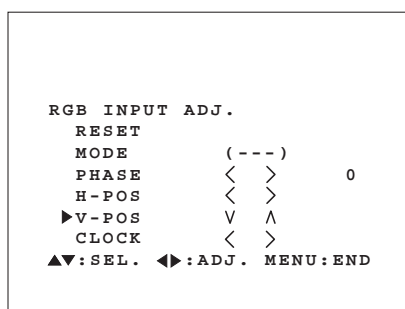 RGB INPUT ADJ.
RESET
MODE (---)
PHASE < > 0
H-POS < >
▶V-POS ∨ ∧
CLOCK < >
▲▼:SEL. ◀▶:ADJ. MENU:END